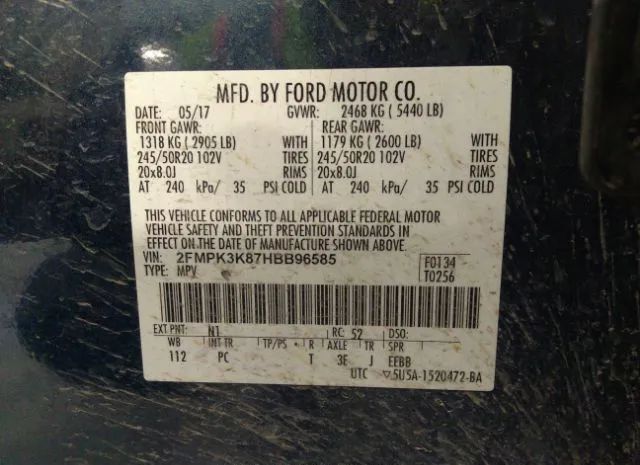 MFD. BY FORD MOTOR CO.
DATE: 05/17 GVWR: 2468 KG ( 5440 LB)
FRONT GAWR: REAR GAWR:
1318 KG ( 2905 LB) WITH 1179 KG ( 2600 LB) WITH
245/50R20 102V TIRES 245/50R20 102V TIRES
20x8.0J RIMS 20x8.0J RIMS
AT 240 kPa/ 35 PSI COLD AT 240 kPa/ 35 PSI COLD
THIS VEHICLE CONFORMS TO ALL APPLICABLE FEDERAL MOTOR
VEHICLE SAFETY AND THEFT PREVENTION STANDARDS IN
EFFECT ON THE DATE OF MANUFACTURE SHOWN ABOVE.
VIN: 2FMPK3K87HBB96585 F0134
TYPE: MPV T0256
EXT PNT: N1 RC: 52 DSO:
WB INT TR TP/PS R AXLE TR SPR
112 PC T 3E J EEBB
UTC ▽5U5A-1520472-BA